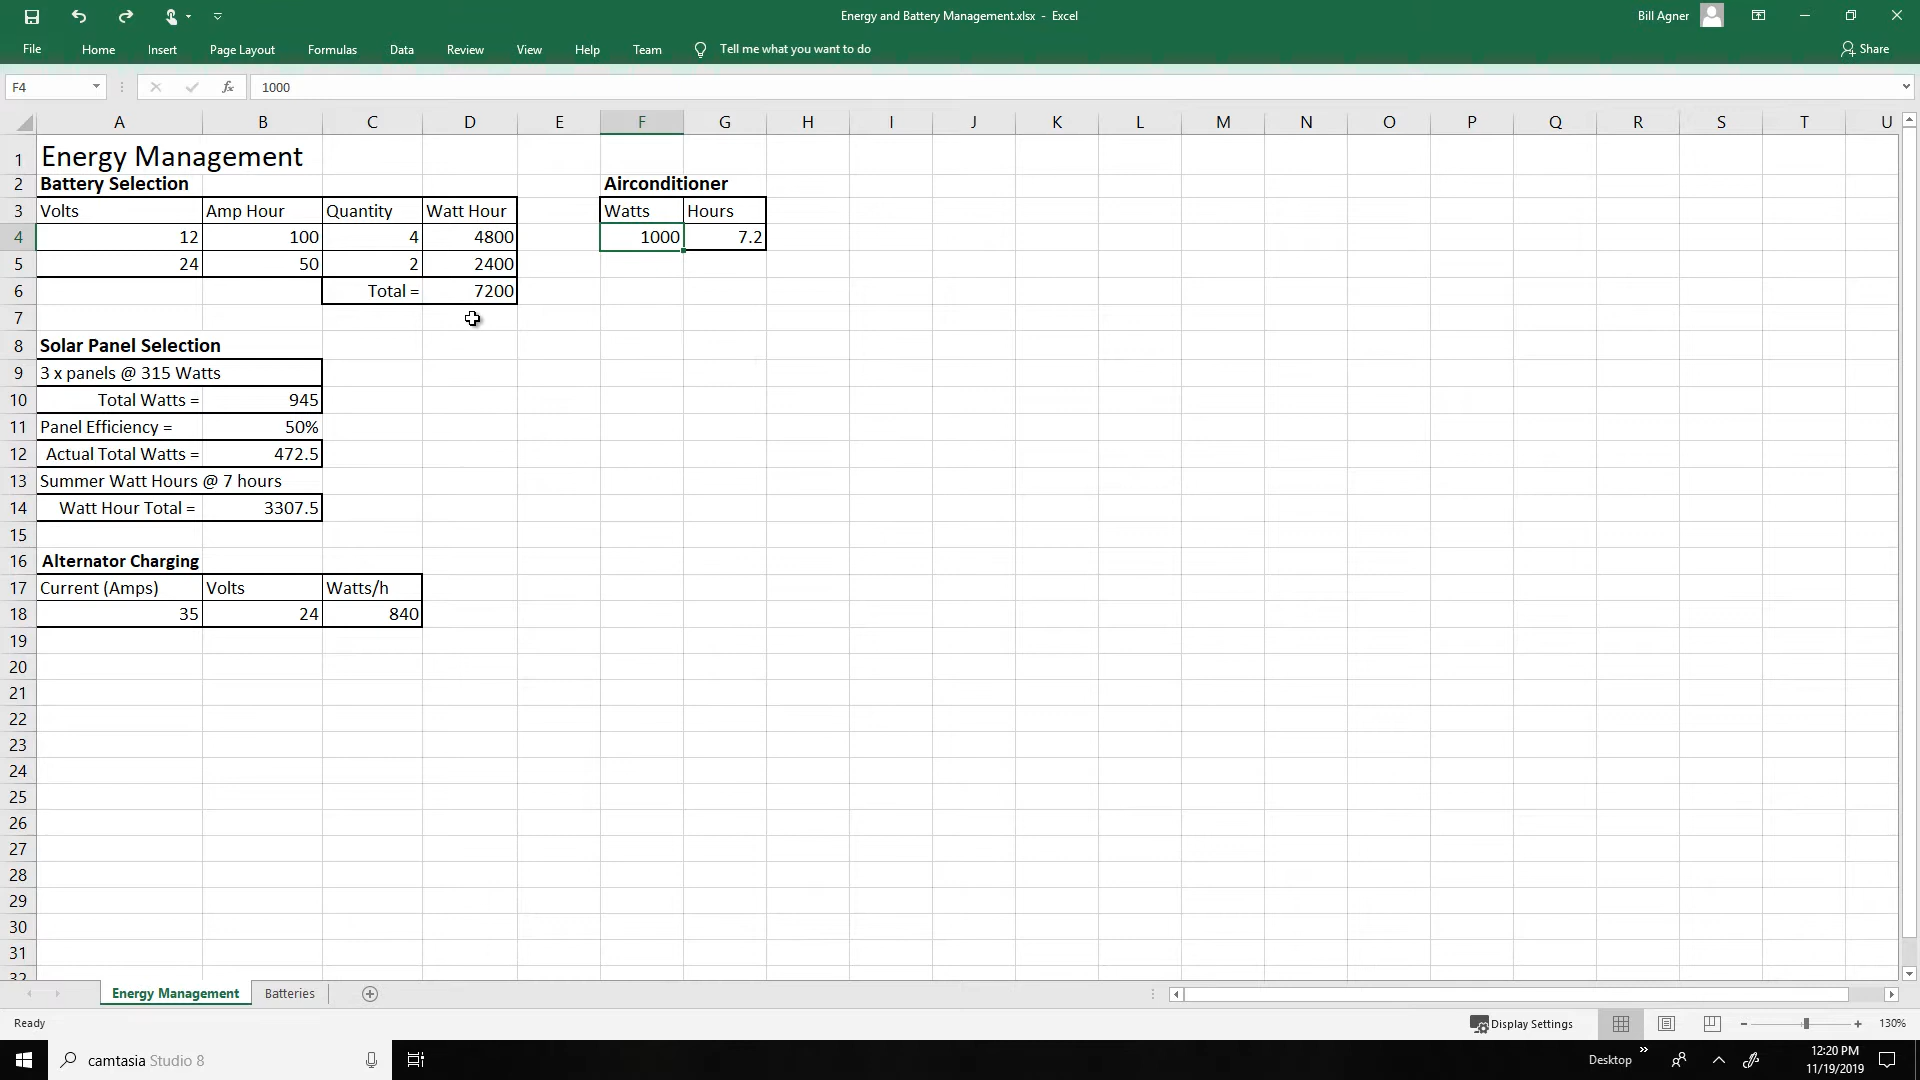 Energy and Battery Management.xlsx - Excel
Bill Agner
File Home Insert Page Layout Formulas Data Review View Help Team Tell me what you want to do Share
F4 fx 1000
A B C D E F G H I J K L M N O P Q R S T U
1 Energy Management
2 Battery Selection Airconditioner
3 Volts Amp Hour Quantity Watt Hour Watts Hours
4 12 100 4 4800 1000 7.2
5 24 50 2 2400
6 Total = 7200
7
8 Solar Panel Selection
9 3 x panels @ 315 Watts
10 Total Watts = 945
11 Panel Efficiency = 50%
12 Actual Total Watts = 472.5
13 Summer Watt Hours @ 7 hours
14 Watt Hour Total = 3307.5
15
16 Alternator Charging
17 Current (Amps) Volts Watts/h
18 35 24 840
19
20
21
22
23
24
25
26
27
28
29
30
31
32
Energy Management Batteries
Ready Display Settings 130%
camtasia Studio 8 Desktop 12:20 PM
11/19/2019